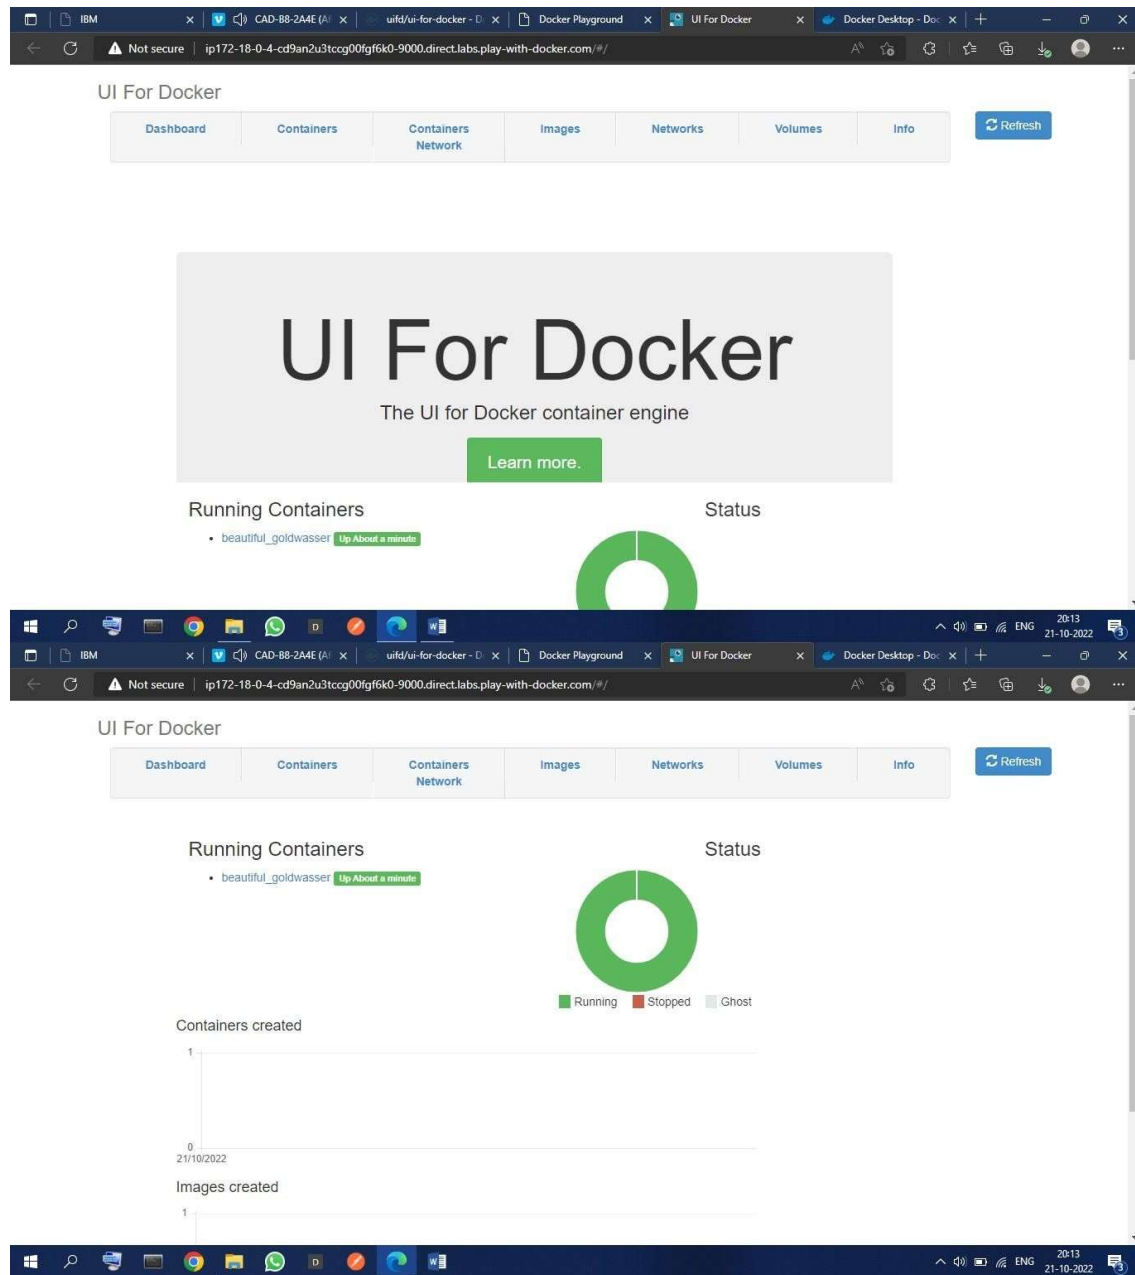 IBM CAD-B8-2A4E (Af uifd/ui-for-docker - D Docker Playground UI For Docker Docker Desktop - Doc
Not secure ip172-18-0-4-cd9an2u3tccg00fgf6k0-9000.direct.labs.play-with-docker.com/#/
UI For Docker
Dashboard Containers Containers Network Images Networks Volumes Info Refresh
UI For Docker
The UI for Docker container engine
Learn more.
Running Containers Status
beautiful_goldwasser Up About a minute
ENG 20:13
21-10-2022
3
IBM CAD-B8-2A4E (Af uifd/ui-for-docker - D Docker Playground UI For Docker Docker Desktop - Doc
Not secure ip172-18-0-4-cd9an2u3tccg00fgf6k0-9000.direct.labs.play-with-docker.com/#/
UI For Docker
Dashboard Containers Containers Network Images Networks Volumes Info Refresh
Running Containers Status
beautiful_goldwasser Up About a minute
Running Stopped Ghost
Containers created
1
0
21/10/2022
Images created
1
ENG 20:13
21-10-2022
3